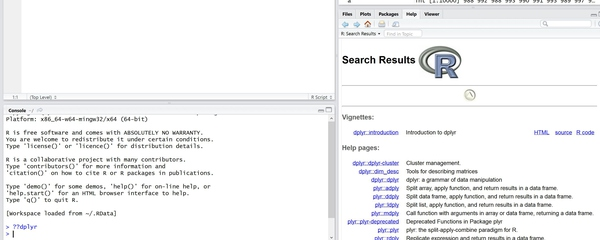 1:1 (Top Level) R Script
Console
Platform: x86_64-w64-mingw32/x64 (64-bit)
R is free software and comes with ABSOLUTELY NO WARRANTY.
You are welcome to redistribute it under certain conditions.
Type 'license()' or 'licence()' for distribution details.
R is a collaborative project with many contributors.
Type 'contributors()' for more information and
'citation()' on how to cite R or R packages in publications.
Type 'demo()' for some demos, 'help()' for on-line help, or
'help.start()' for an HTML browser interface to help.
Type 'q()' to quit R.
[Workspace loaded from ~/.RData]
> ??dplyr
>
Files Plots Packages Help Viewer
R: Search Results Find in Topic
Search Results R
Vignettes:
dplyr::introduction Introduction to dplyr HTML source R code
Help pages:
dplyr::dplyr-cluster Cluster management.
dplyr::dim_desc Tools for describing matrices
dplyr::dplyr dplyr: a grammar of data manipulation
plyr::adply Split array, apply function, and return results in a data frame.
plyr::ddply Split data frame, apply function, and return results in a data frame.
plyr::ldply Split list, apply function, and return results in a data frame.
plyr::mdply Call function with arguments in array or data frame, returning a data frame.
plyr::plyr-deprecated Deprecated Functions in Package plyr
plyr::plyr plyr: the split-apply-combine paradigm for R.
plyr::rdply Replicate expression and return results in a data frame.